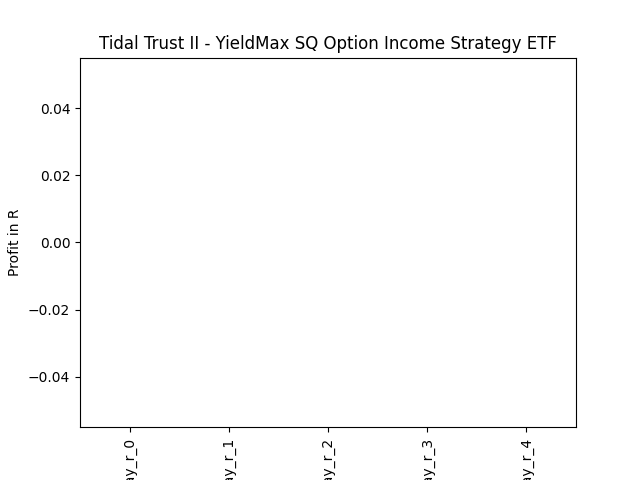 Tidal Trust II - YieldMax SQ Option Income Strategy ETF
Profit in R
0.04
0.02
0.00
−0.02
−0.04
ay_r_0
ay_r_1
ay_r_2
ay_r_3
ay_r_4